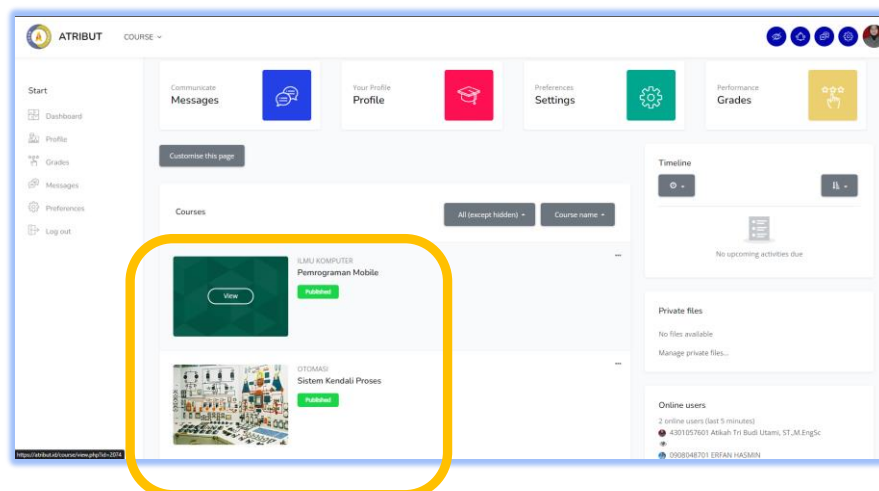 ATRIBUT
COURSE
Start
Dashboard
Profile
Grades
Messages
Preferences
Log out
Communicate
Messages
Your Profile
Profile
Preferences
Settings
Performance
Grades
Customise this page
Courses
All (except hidden)
Course name
View
ILMU KOMPUTER
Pemrograman Mobile
Published
OTOMASI
Sistem Kendali Proses
Published
Timeline
No upcoming activities due
Private files
No files available
Manage private files...
Online users
2 online users (last 5 minutes)
4301057601 Atikah Tri Budi Utami, ST.,M.EngSc
0908048701 ERFAN HASMIN
https://atribut.id/course/view.php?id=2074